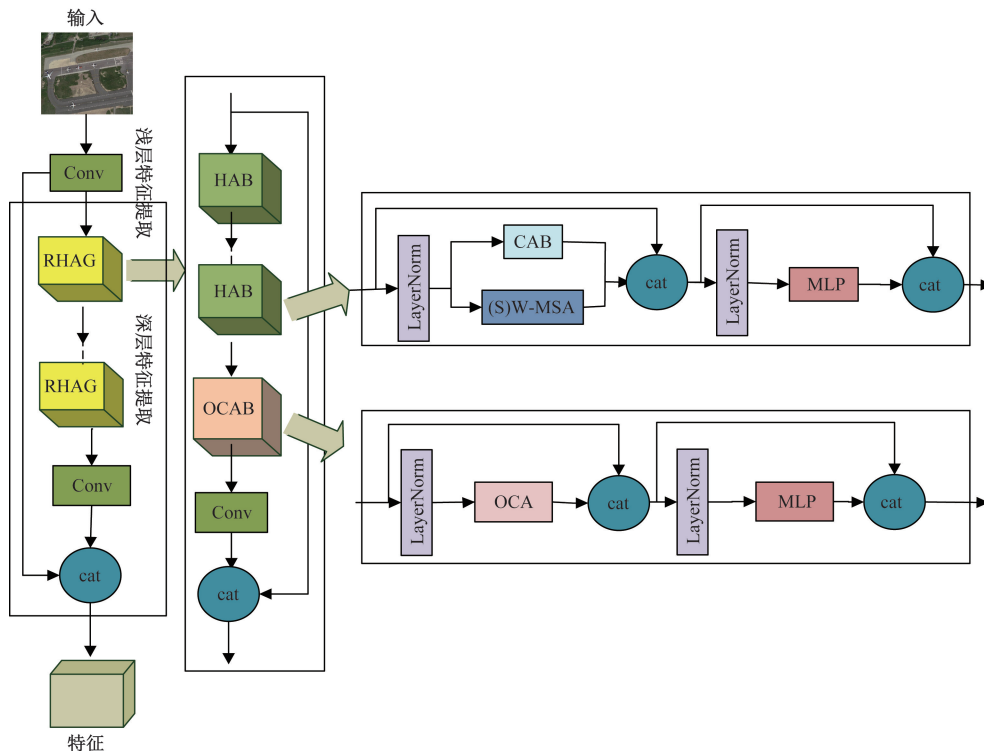 输入
Conv
浅层特征提取
RHAG
深层特征提取
RHAG
Conv
cat
特征
HAB
HAB
OCAB
Conv
cat
LayerNorm
CAB
(S)W-MSA
cat
LayerNorm
MLP
cat
LayerNorm
OCA
cat
LayerNorm
MLP
cat